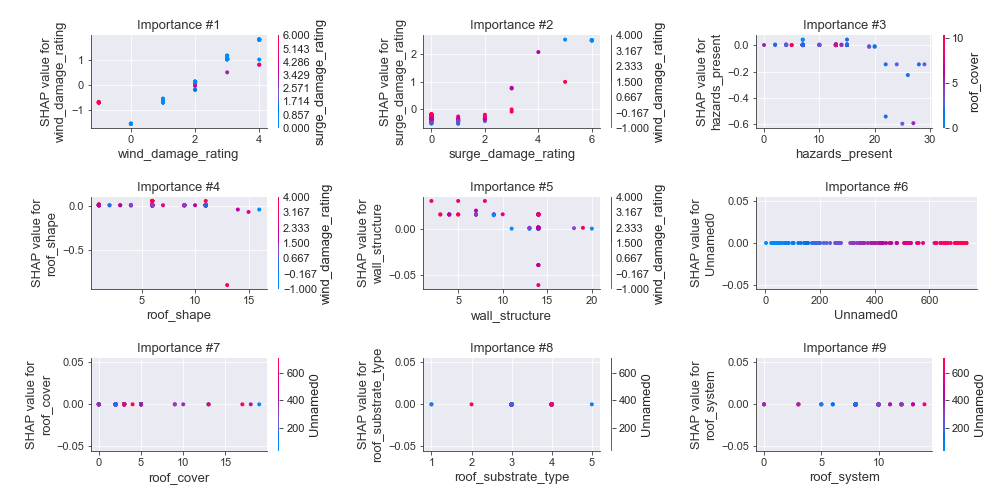 Importance #1
SHAP value for
wind_damage_rating
1
0
−1
0
2
4
wind_damage_rating
6.000
5.143
4.286
3.429
2.571
1.714
0.857
0.000
surge_damage_rating
Importance #2
SHAP value for
surge_damage_rating
2
1
0
0
2
4
6
surge_damage_rating
4.000
3.167
2.333
1.500
0.667
−0.167
−1.000
wind_damage_rating
Importance #3
SHAP value for
hazards_present
0.0
−0.2
−0.4
−0.6
0
10
20
30
hazards_present
10
5
0
roof_cover
Importance #4
SHAP value for
roof_shape
0.0
−0.5
5
10
15
roof_shape
4.000
3.167
2.333
1.500
0.667
−0.167
−1.000
wind_damage_rating
Importance #5
SHAP value for
wall_structure
0.00
−0.05
5
10
15
20
wall_structure
4.000
3.167
2.333
1.500
0.667
−0.167
−1.000
wind_damage_rating
Importance #6
SHAP value for
Unnamed0
0.05
0.00
−0.05
0
200
400
600
Unnamed0
Importance #7
SHAP value for
roof_cover
0.05
0.00
−0.05
0
5
10
15
roof_cover
600
400
200
Unnamed0
Importance #8
SHAP value for
roof_substrate_type
0.05
0.00
−0.05
1
2
3
4
5
roof_substrate_type
600
400
200
Unnamed0
Importance #9
SHAP value for
roof_system
0.05
0.00
−0.05
0
5
10
roof_system
600
400
200
Unnamed0